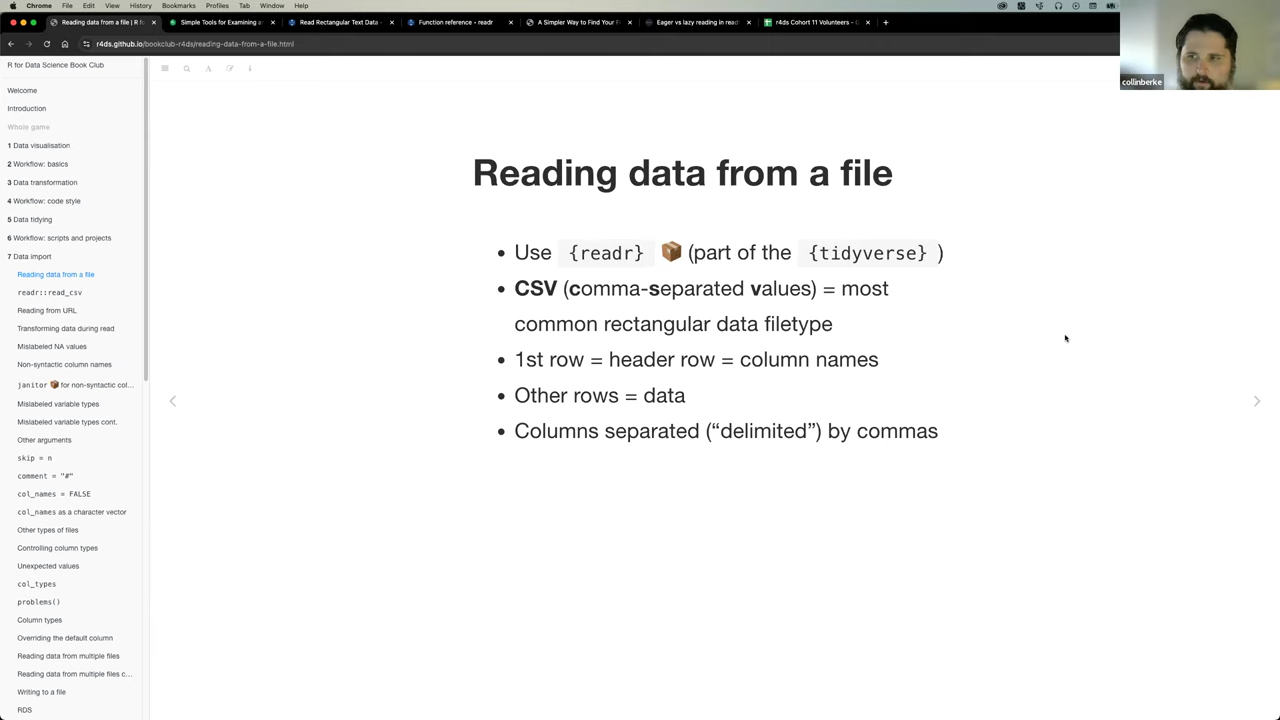 Chrome File Edit View History Bookmarks Profiles Tab Window Help
Reading data from a file | R f
Simple Tools for Examining a
Read Rectangular Text Data
Function reference - readr
A Simpler Way to Find Your F
Eager vs lazy reading in read
r4ds Cohort 11 Volunteers - G
r4ds.github.io/bookclub-r4ds/reading-data-from-a-file.html
collinberke
R for Data Science Book Club
Welcome
Introduction
Whole game
1 Data visualisation
2 Workflow: basics
3 Data transformation
4 Workflow: code style
5 Data tidying
6 Workflow: scripts and projects
7 Data import
Reading data from a file
readr::read_csv
Reading from URL
Transforming data during read
Mislabeled NA values
Non-syntactic column names
janitor 📦 for non-syntactic col...
Mislabeled variable types
Mislabeled variable types cont.
Other arguments
skip = n
comment = "#"
col_names = FALSE
col_names as a character vector
Other types of files
Controlling column types
Unexpected values
col_types
problems()
Column types
Overriding the default column
Reading data from multiple files
Reading data from multiple files c...
Writing to a file
RDS
Reading data from a file
• Use {readr} 📦 (part of the {tidyverse} )
• CSV (comma-separated values) = most
common rectangular data filetype
• 1st row = header row = column names
• Other rows = data
• Columns separated (“delimited”) by commas